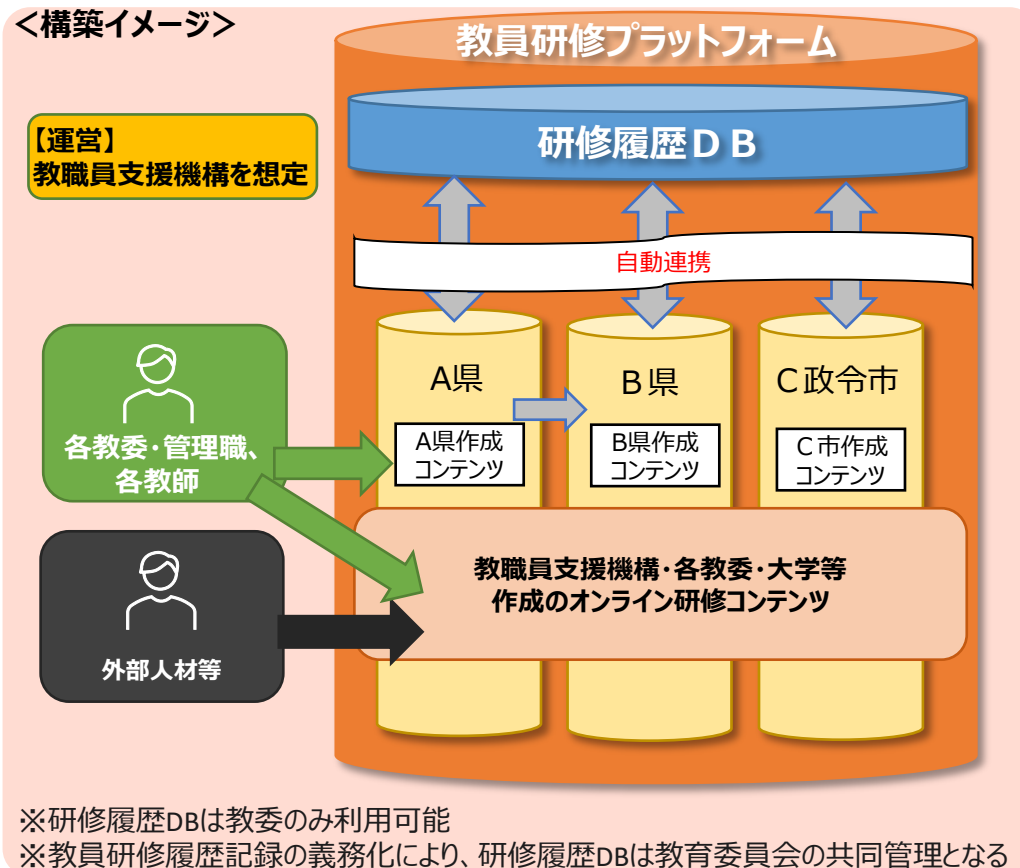 ＜構築イメージ＞
教員研修プラットフォーム
研修履歴ＤＢ
【運営】
教職員支援機構を想定
自動連携
A県
Ｂ県
Ｃ政令市
A県作成
コンテンツ
B県作成
コンテンツ
Ｃ市作成
コンテンツ
各教委・管理職、
各教師
教職員支援機構・各教委・大学等
作成のオンライン研修コンテンツ
外部人材等
※研修履歴DBは教委のみ利用可能
※教員研修履歴記録の義務化により、研修履歴DBは教育委員会の共同管理となる